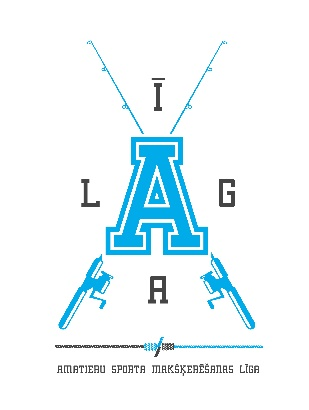 Ī
L A G
A
AMATIERU SPORTA MAKŠĶERĒŠANAS LĪGA